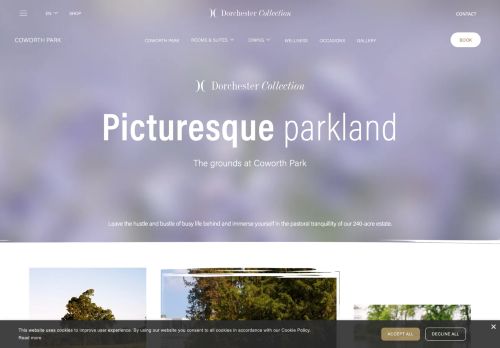 EN
SHOP
Dorchester Collection
CONTACT
COWORTH PARK
COWORTH PARK
ROOMS & SUITES
DINING
WELLNESS
OCCASIONS
GALLERY
BOOK
Dorchester Collection
Picturesque parkland
The grounds at Coworth Park
Leave the hustle and bustle of busy life behind and immerse yourself in the pastoral tranquillity of our 240-acre estate.
This website uses cookies to improve user experience. By using our website you consent to all cookies in accordance with our Cookie Policy.
Read more
ACCEPT ALL
DECLINE ALL